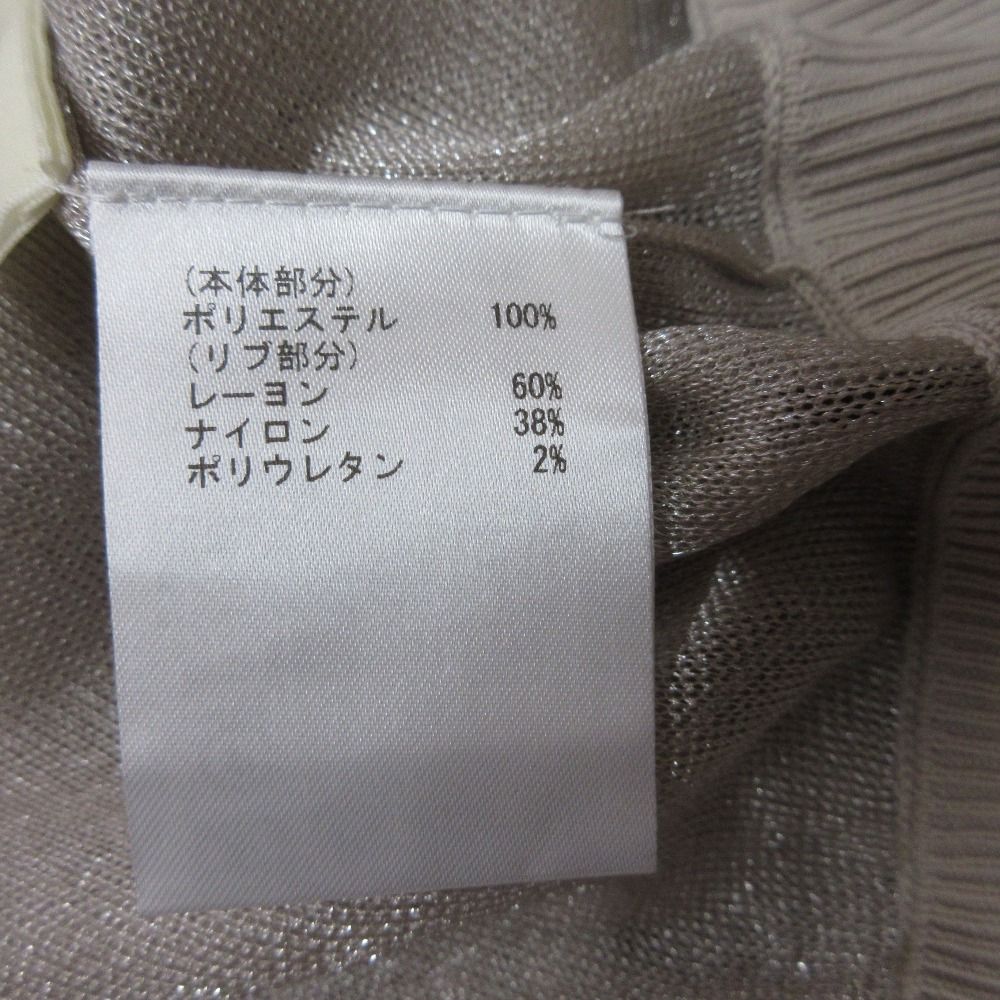 (本体部分)
ポリエステル 100%
(リブ部分)
レーヨン 60%
ナイロン 38%
ポリウレタン 2%